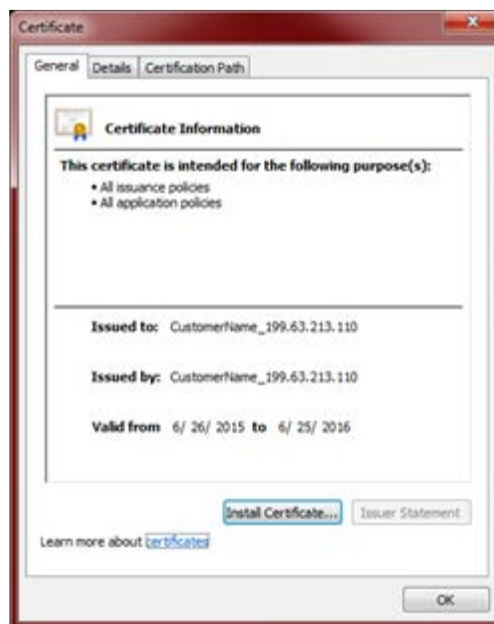 Certificate
General Details Certification Path
Certificate Information
This certificate is intended for the following purpose(s):
• All issuance policies
• All application policies
Issued to: CustomerName_199.63.213.110
Issued by: CustomerName_199.63.213.110
Valid from 6/ 26/ 2015 to 6/ 25/ 2016
Install Certificate... Issuer Statement
Learn more about certificates
OK